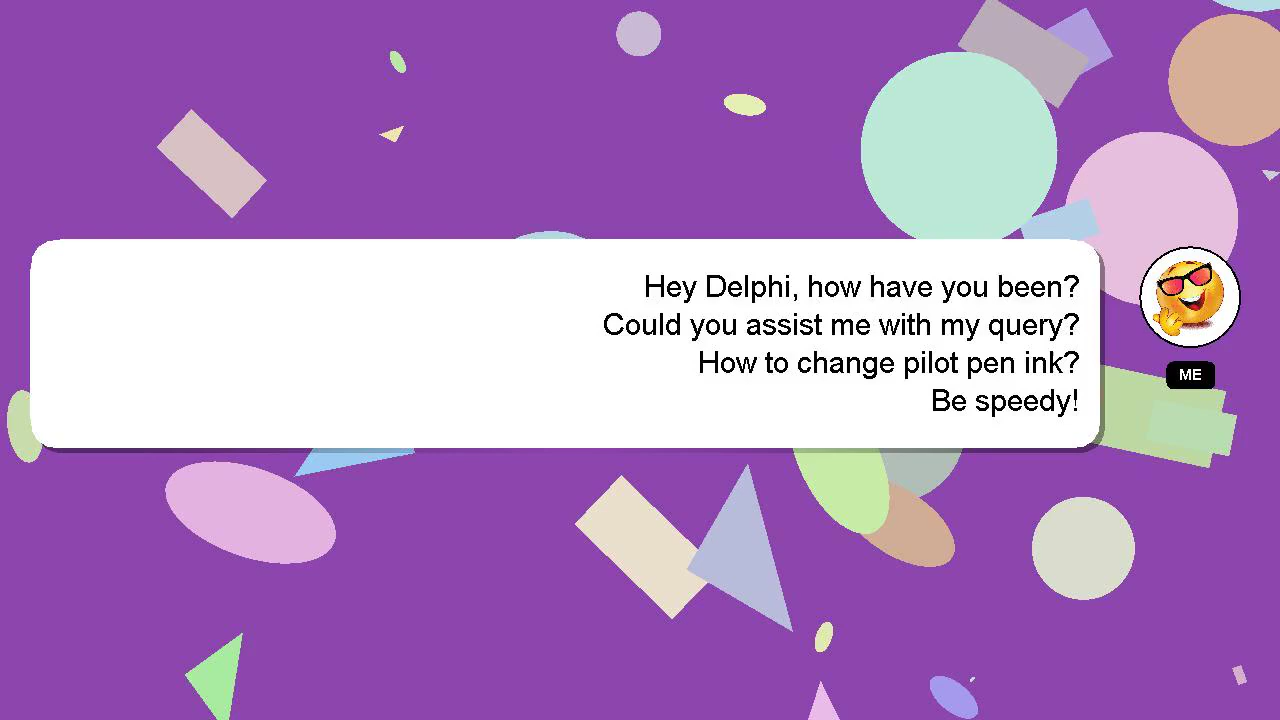 Hey Delphi, how have you been?
Could you assist me with my query?
How to change pilot pen ink?
Be speedy!
ME